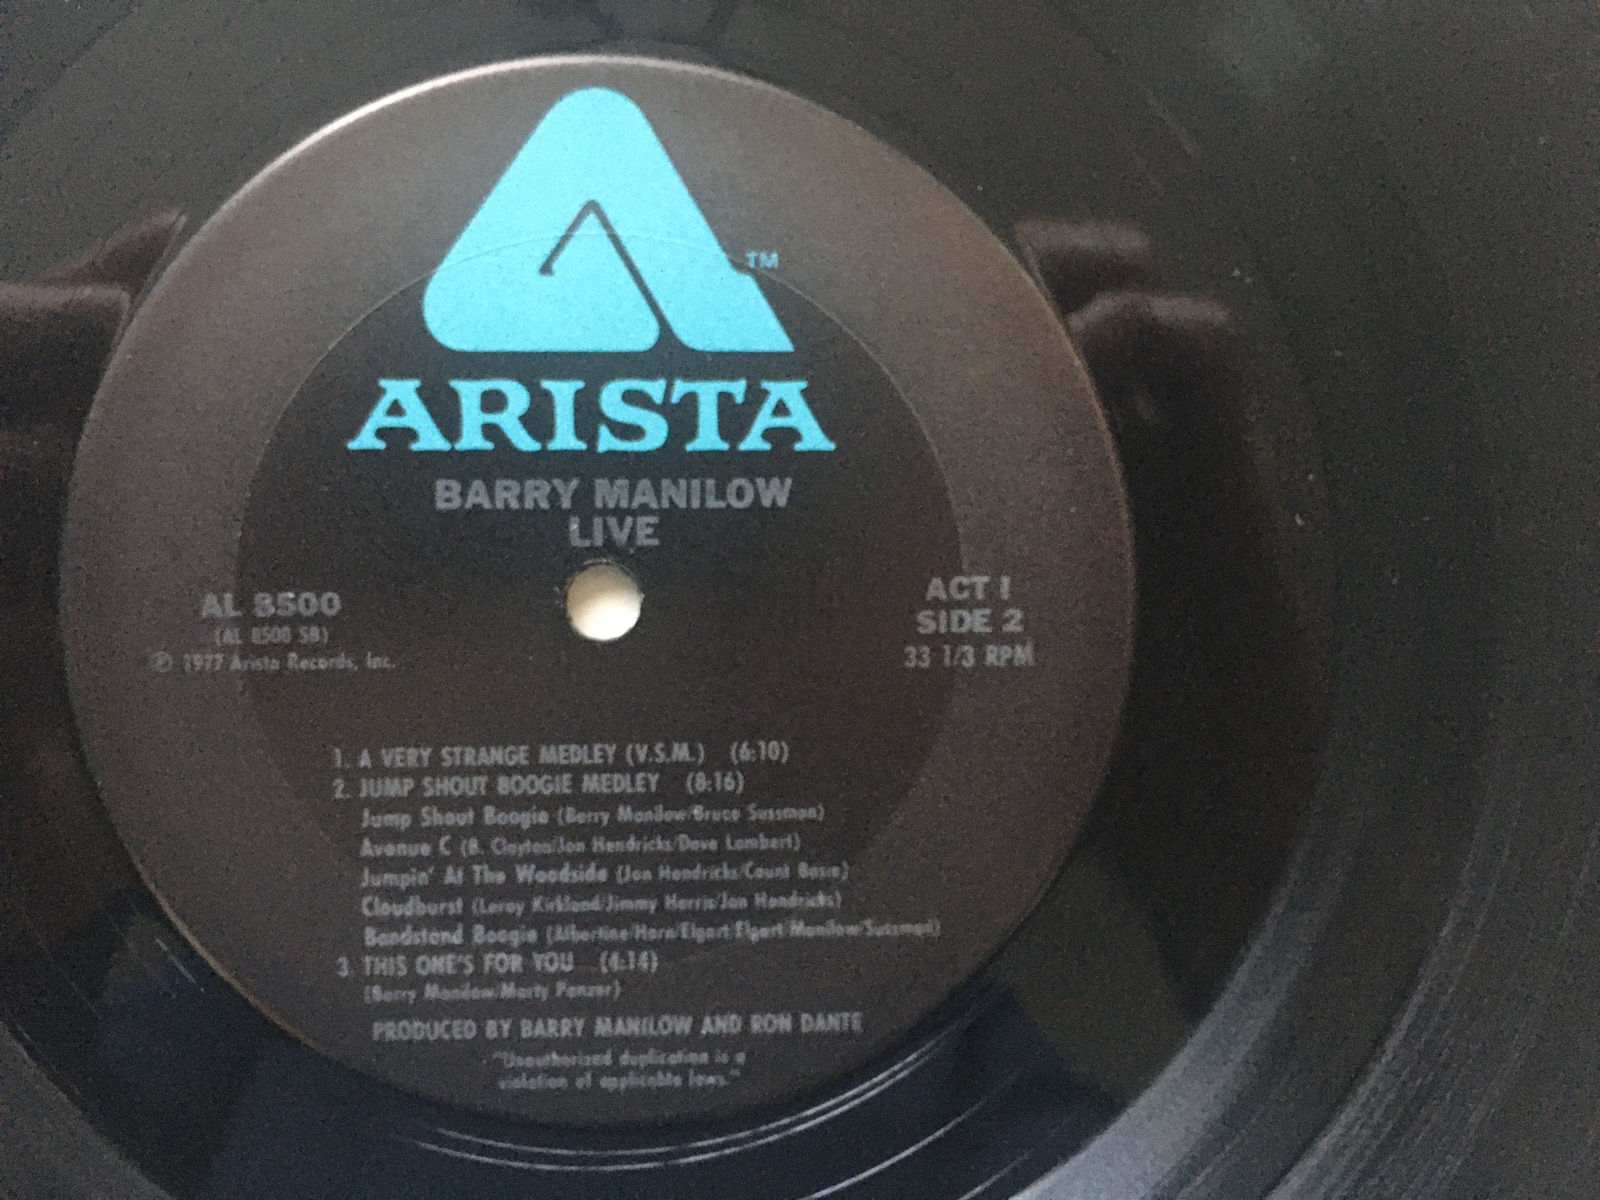 TM
ARISTA
BARRY MANILOW
LIVE
AL 8500
(AL 8500 SB)
℗ 1977 Arista Records, Inc.
ACT I
SIDE 2
33 1/3 RPM
1. A VERY STRANGE MEDLEY (V.S.M.) (6:10)
2. JUMP SHOUT BOOGIE MEDLEY (8:16)
Jump Shout Boogie (Barry Manilow/Bruce Sussman)
Avenue C (B. Clayton/Jon Hendricks/Dave Lambert)
Jumpin' At The Woodside (Jon Hendricks/Count Basie)
Cloudburst (Leroy Kirkland/Jimmy Harris/Jon Hendricks)
Bandstand Boogie (Albertine/Horn/Elgart/Elgart/Manilow/Sussman)
3. THIS ONE'S FOR YOU
(Barry Manilow/Marty Panzer)
PRODUCED BY BARRY MANILOW AND RON DANTE
"Unauthorized duplication is a
violation of applicable laws."